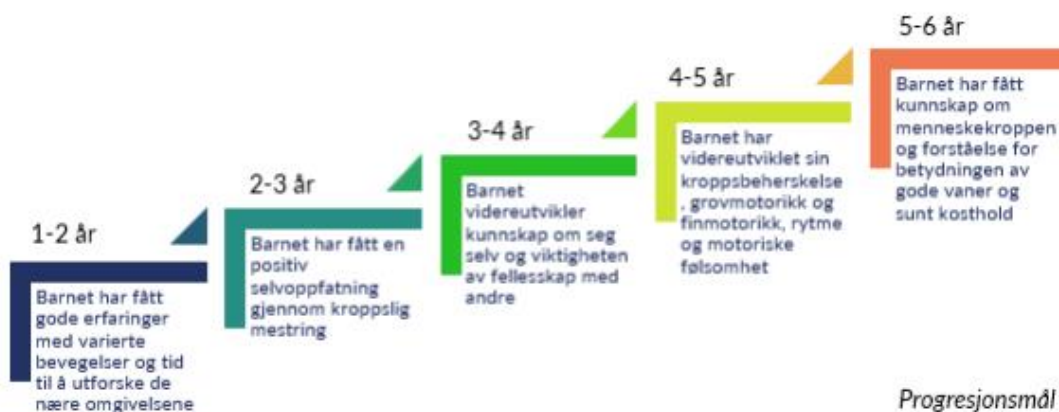 1-2 år
Barnet har fått
gode erfaringer
med varierte
bevegelser og tid
til å utforske de
nære omgivelsene
2-3 år
Barnet har fått en
positiv
selvoppfatning
gjennom kroppslig
mestring
3-4 år
Barnet
videreutvikler
kunnskap om seg
selv og viktigheten
av fellesskap med
andre
4-5 år
Barnet har
videreutviklet sin
kroppsbeherskelse
, grovmotorikk og
finmotorikk, rytme
og motoriske
følsomhet
5-6 år
Barnet har fått
kunnskap om
menneskekroppen
og forståelse for
betydningen av
gode vaner og
sunt kosthold
Progresjonsmål